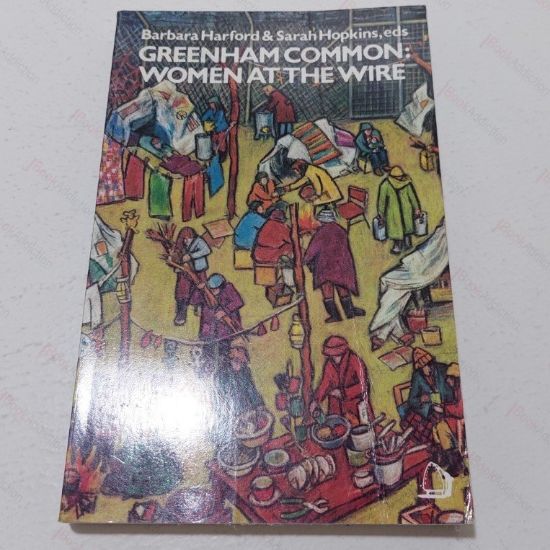 Barbara Harford & Sarah Hopkins, eds
GREENHAM COMMON:
WOMEN AT THE WIRE